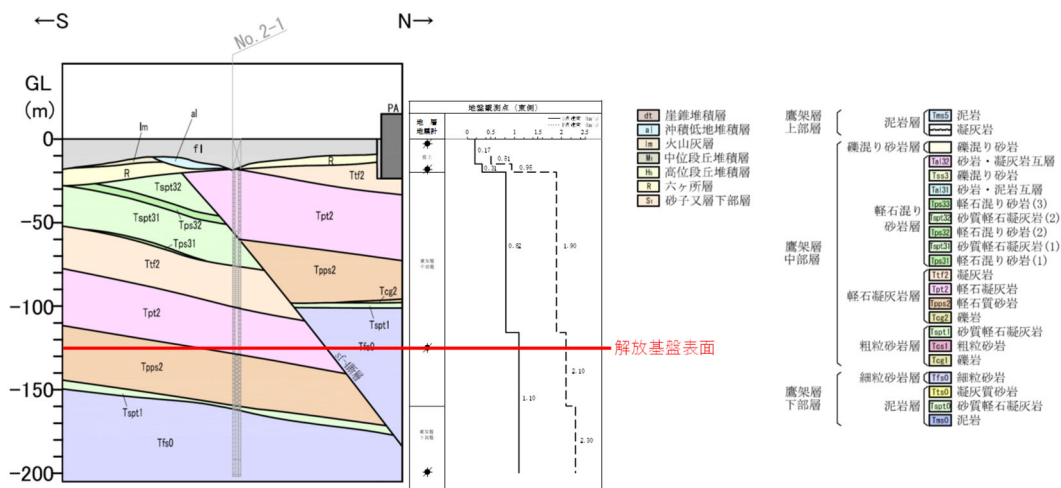 ←S
N→
No.2-1
GL
(m)
0
-50
-100
-150
-200
PA
lm
al
fl
R
R
Tspt32
Tspt31
Tps32
Tps31
Ttf2
Tpt2
Tpps2
Tspt1
Tfs0
Ttf2
Tpt2
Tpps2
Tcg2
Tspt1
Tfs0
sf-1断層
地盤観測点（東側）
地 層
地震計
0
0.5
1.0
1.5
2.0
2.5
0.17
0.51
0.31
0.95
0.82
1.90
2.10
1.10
2.30
解放基盤表面
dt 崖錐堆積層
al 沖積低地堆積層
lm 火山灰層
M₁ 中位段丘堆積層
H₅ 高位段丘堆積層
R 六ヶ所層
S₁ 砂子又層下部層
鷹架層
上部層
泥岩層
Tms5 泥岩
凝灰岩
鷹架層
中部層
礫混り砂岩層
礫混り砂岩
軽石混り
砂岩層
Tal32 砂岩・凝灰岩互層
Tss3 礫混り砂岩
Tal31 砂岩・泥岩互層
Tps33 軽石混り砂岩(3)
Tspt32 砂質軽石凝灰岩(2)
Tps32 軽石混り砂岩(2)
Tspt31 砂質軽石凝灰岩(1)
Tps31 軽石混り砂岩(1)
軽石凝灰岩層
Ttf2 凝灰岩
Tpt2 軽石凝灰岩
Tpps2 軽石質砂岩
Tcg2 礫岩
粗粒砂岩層
Tspt1 砂質軽石凝灰岩
Tcs1 粗粒砂岩
Tcg1 礫岩
鷹架層
下部層
細粒砂岩層
Tfs0 細粒砂岩
泥岩層
Tts0 凝灰質砂岩
Tspt0 砂質軽石凝灰岩
Tms0 泥岩